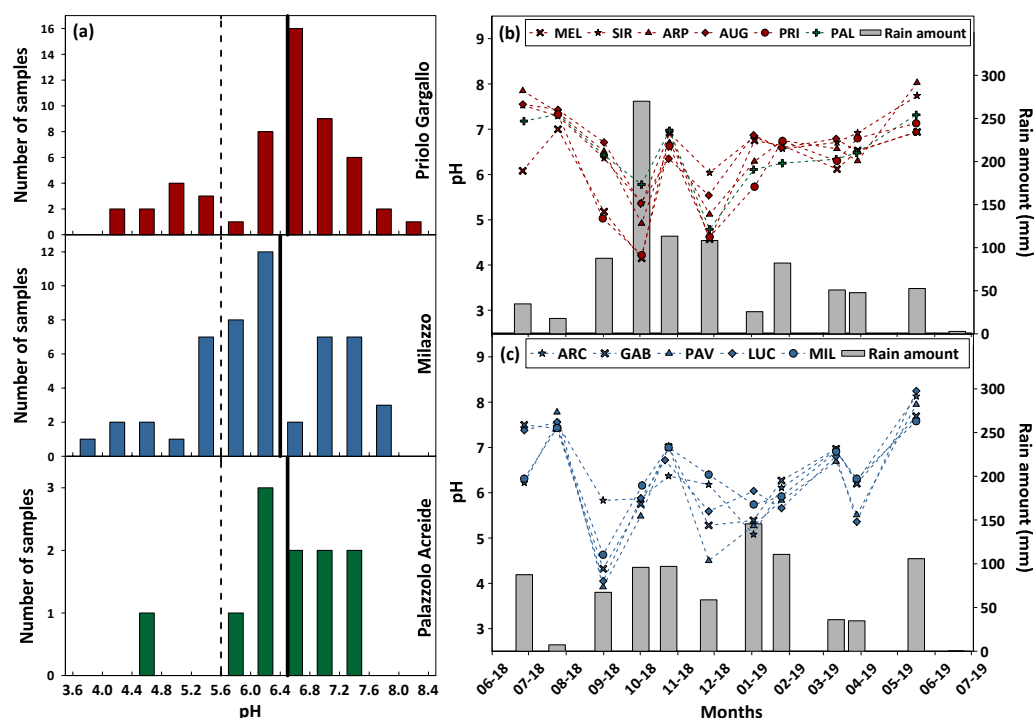 (a)
Number of samples
16
14
12
10
8
6
4
2
0
Priolo Gargallo
Number of samples
12
10
8
6
4
2
0
Milazzo
Number of samples
3
2
1
0
Palazzolo Acreide
3.6 4.0 4.4 4.8 5.2 5.6 6.0 6.4 6.8 7.2 7.6 8.0 8.4
pH
(b)
MEL SIR ARP AUG PRI PAL Rain amount
pH
9
8
7
6
5
4
3
300
250
200
150
100
50
0
Rain amount (mm)
(c)
ARC GAB PAV LUC MIL Rain amount
pH
9
8
7
6
5
4
3
300
250
200
150
100
50
0
Rain amount (mm)
06-18 07-18 08-18 09-18 10-18 11-18 12-18 01-19 02-19 03-19 04-19 05-19 06-19 07-19
Months